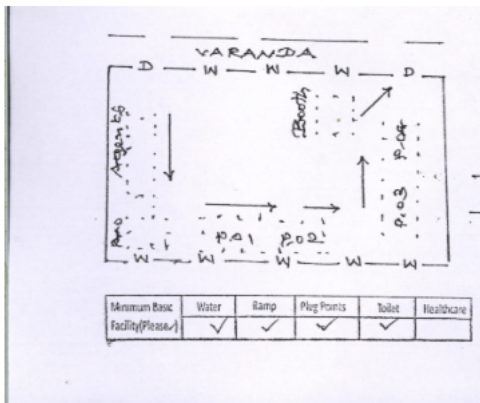 VARANDA
D W W W D
Agents
Booth
P.04
P.03
P.01 P.02
W W W W W
Minimum Basic Facility(Please✓) Water Ramp Plug Points Toilet Healthcare
✓ ✓ ✓ ✓